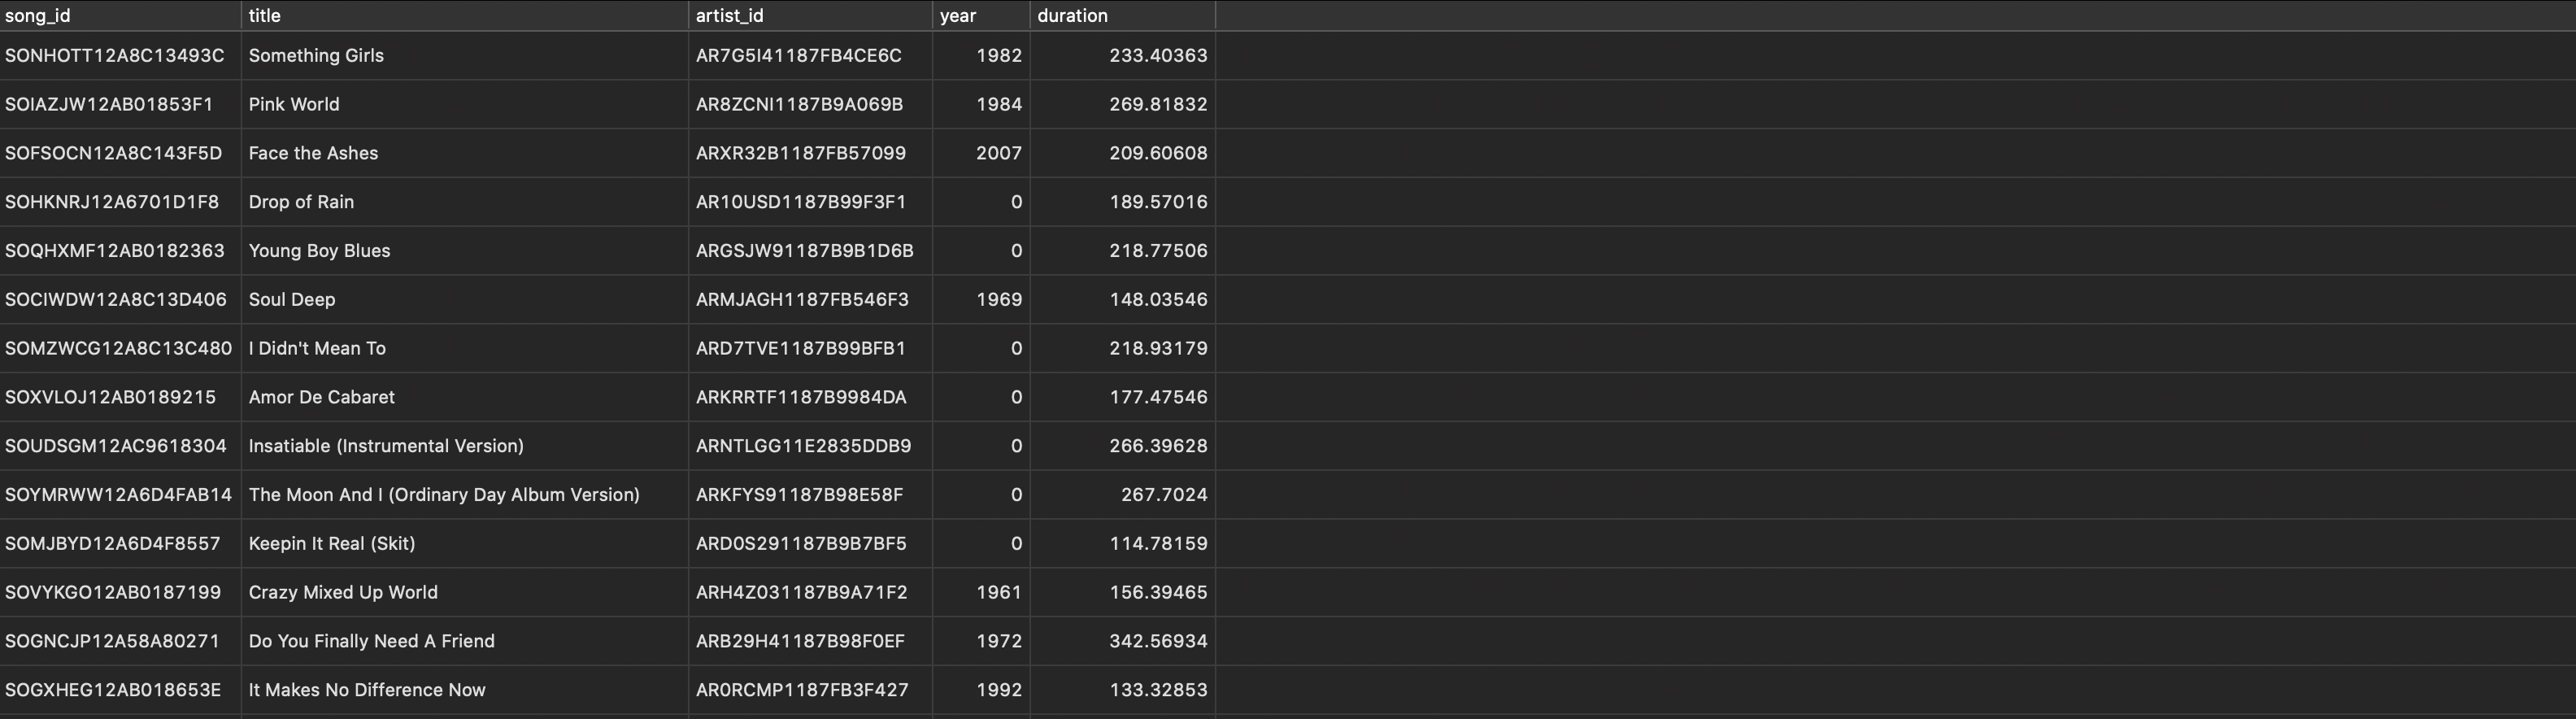 song_id title artist_id year duration
SONHOTT12A8C13493C Something Girls AR7G5I41187FB4CE6C 1982 233.40363
SOIAZJW12AB01853F1 Pink World AR8ZCNI1187B9A069B 1984 269.81832
SOFSOCN12A8C143F5D Face the Ashes ARXR32B1187FB57099 2007 209.60608
SOHKNRJ12A6701D1F8 Drop of Rain AR10USD1187B99F3F1 0 189.57016
SOQHXMF12AB0182363 Young Boy Blues ARGSJW91187B9B1D6B 0 218.77506
SOCIWDW12A8C13D406 Soul Deep ARMJAGH1187FB546F3 1969 148.03546
SOMZWCG12A8C13C480 I Didn't Mean To ARD7TVE1187B99BFB1 0 218.93179
SOXVLOJ12AB0189215 Amor De Cabaret ARKRRTF1187B9984DA 0 177.47546
SOUDSGM12AC9618304 Insatiable (Instrumental Version) ARNTLGG11E2835DDB9 0 266.39628
SOYMRWW12A6D4FAB14 The Moon And I (Ordinary Day Album Version) ARKFYS91187B98E58F 0 267.7024
SOMJBYD12A6D4F8557 Keepin It Real (Skit) ARD0S291187B9B7BF5 0 114.78159
SOVYKGO12AB0187199 Crazy Mixed Up World ARH4Z031187B9A71F2 1961 156.39465
SOGNCJP12A58A80271 Do You Finally Need A Friend ARB29H41187B98F0EF 1972 342.56934
SOGXHEG12AB018653E It Makes No Difference Now AR0RCMP1187FB3F427 1992 133.32853